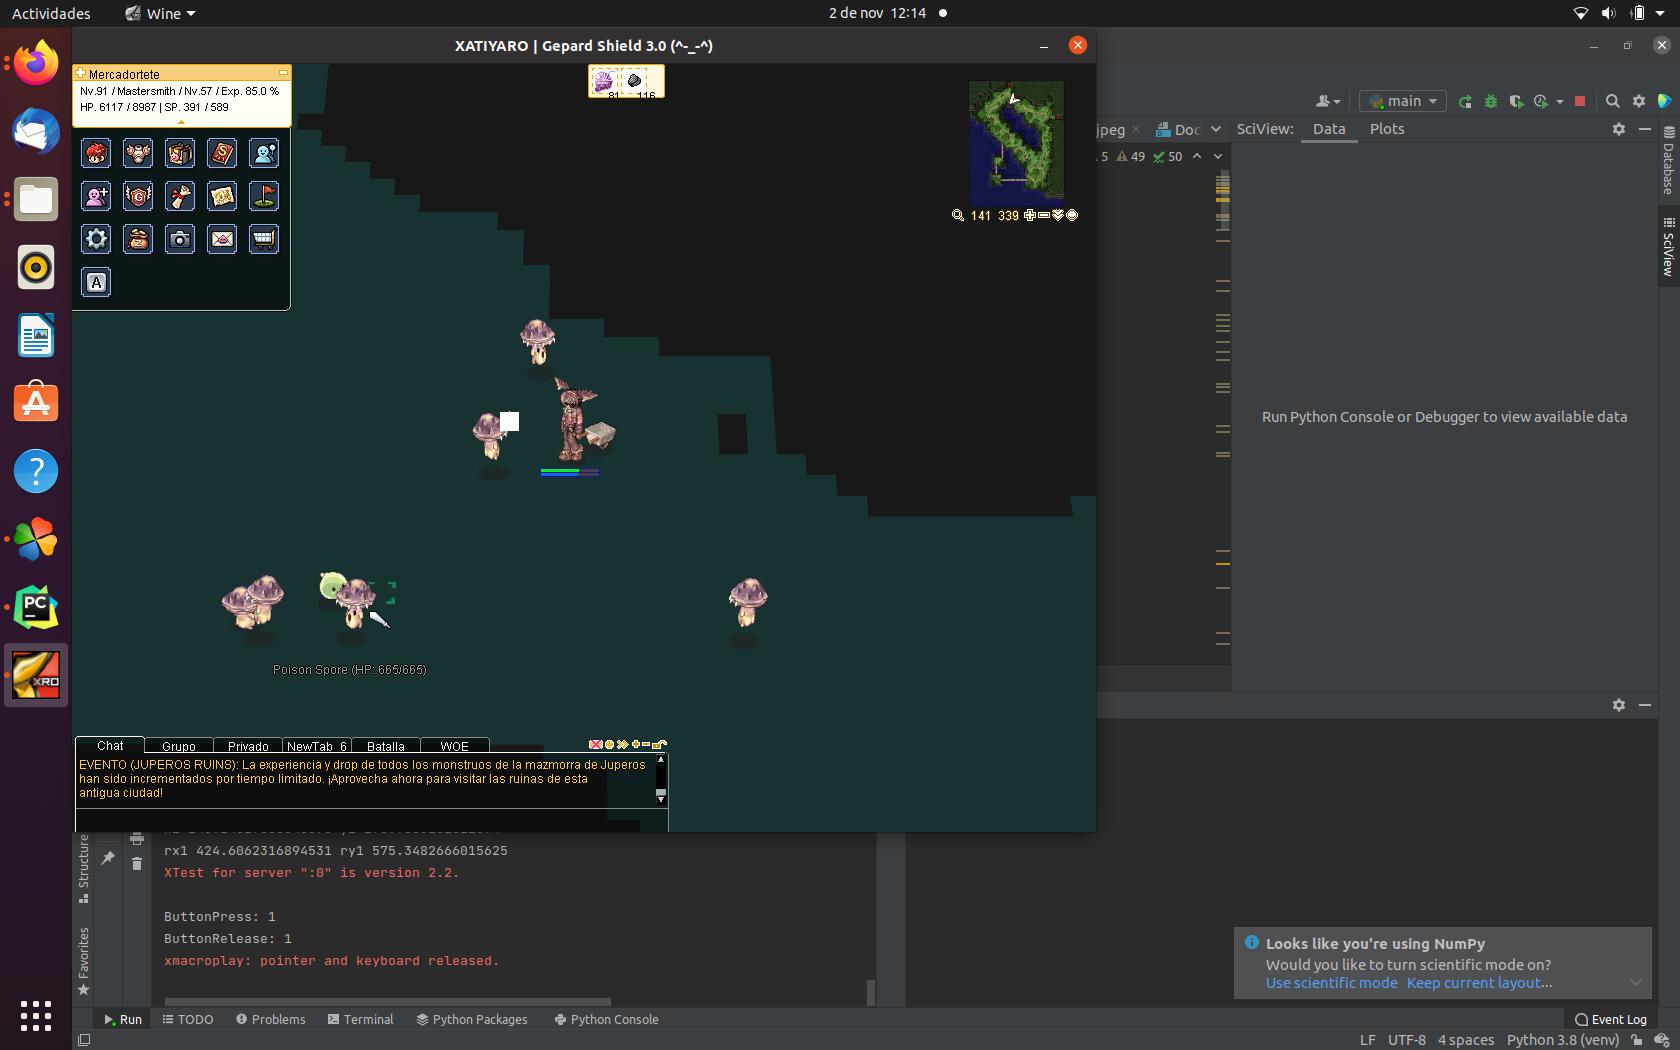 Actividades
Wine
2 de nov 12:14
XATIYARO | Gepard Shield 3.0 (^-_-^)
Mercadortete
Nv.91 / Mastersmith / Nv.57 / Exp. 85.0 %
HP. 6117 / 8987 | SP. 391 / 589
81 116
S
G
A
141 339
main
jpeg
Doc
SciView:
Data
Plots
5 49 50
Database
SciView
Run Python Console or Debugger to view available data
PC
XRO
Poison Spore (HP: 665/665)
Chat
Grupo
Privado
NewTab 6
Batalla
WOE
EVENTO (JUPEROS RUINS): La experiencia y drop de todos los monstruos de la mazmorra de Juperos
han sido incrementados por tiempo limitado. ¡Aprovecha ahora para visitar las ruinas de esta
antigua ciudad!
Structure
Favorites
rx1 424.6062316894531 ry1 575.3482666015625
XTest for server ":0" is version 2.2.
ButtonPress: 1
ButtonRelease: 1
xmacroplay: pointer and keyboard released.
Looks like you're using NumPy
Would you like to turn scientific mode on?
Use scientific mode Keep current layout...
Run
TODO
Problems
Terminal
Python Packages
Python Console
Event Log
LF UTF-8 4 spaces Python 3.8 (venv)